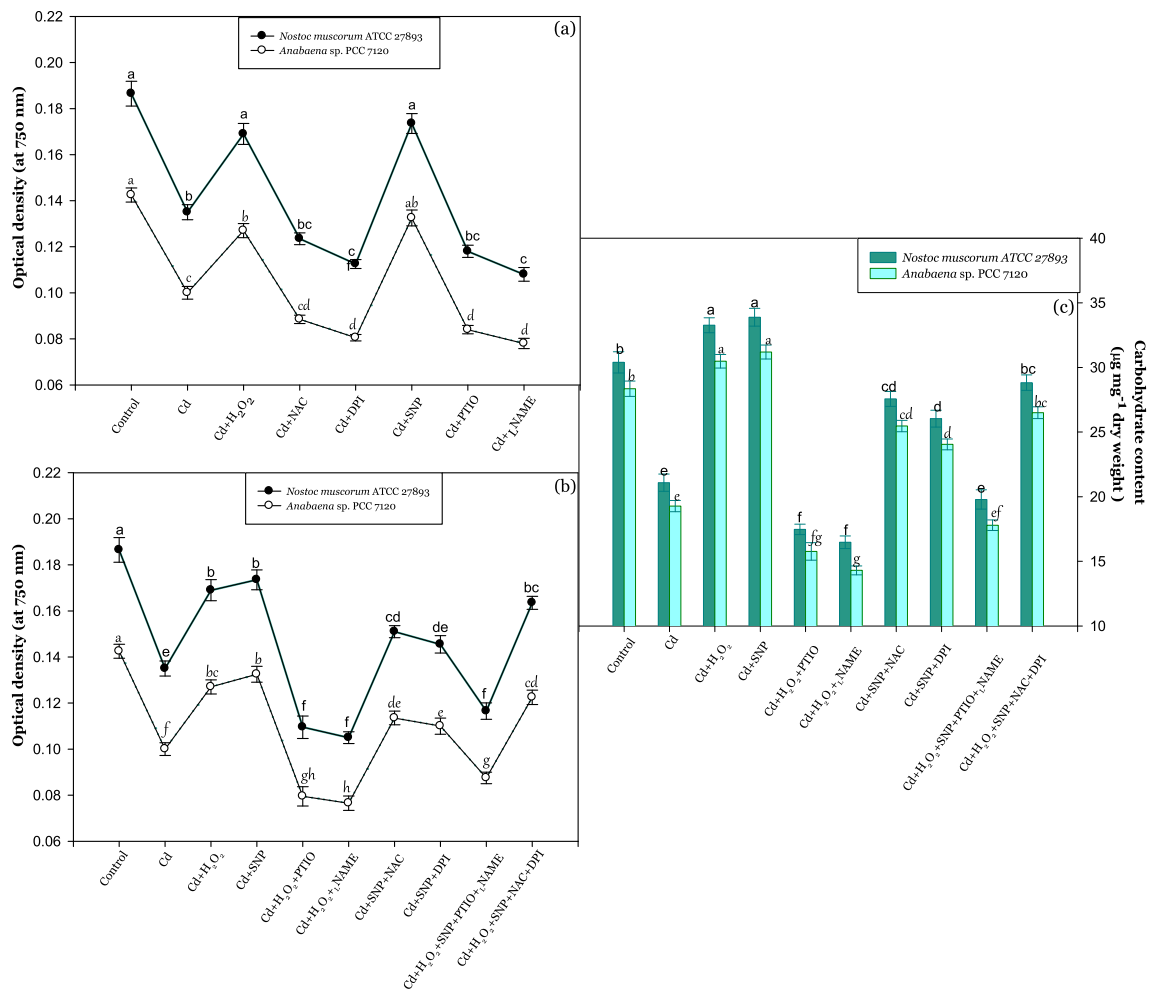 (a)
Nostoc muscorum ATCC 27893
Anabaena sp. PCC 7120
Optical density (at 750 nm)
0.22
0.20
0.18
0.16
0.14
0.12
0.10
0.08
0.06
a
b
a
bc
c
a
bc
c
a
c
b
cd
d
ab
d
d
Control
Cd
Cd+H₂O₂
Cd+NAC
Cd+DPI
Cd+SNP
Cd+PTIO
Cd+L NAME
(b)
Nostoc muscorum ATCC 27893
Anabaena sp. PCC 7120
Optical density (at 750 nm)
0.22
0.20
0.18
0.16
0.14
0.12
0.10
0.08
0.06
a
e
b
b
f
f
cd
de
f
bc
a
f
bc
b
gh
h
de
e
g
cd
Control
Cd
Cd+H₂O₂
Cd+SNP
Cd+H₂O₂+PTIO
Cd+H₂O₂+LNAME
Cd+SNP+NAC
Cd+SNP+DPI
Cd+H₂O₂+SNP+PTIO+LNAME
Cd+H₂O₂+SNP+NAC+DPI
(c)
Nostoc muscorum ATCC 27893
Anabaena sp. PCC 7120
Carbohydrate content
(µg mg⁻¹ dry weight )
40
35
30
25
20
15
10
b
e
a
a
f
f
cd
d
e
bc
b
e
a
a
fg
g
cd
d
ef
bc
Control
Cd
Cd+H₂O₂
Cd+SNP
Cd+H₂O₂+PTIO
Cd+H₂O₂+LNAME
Cd+SNP+NAC
Cd+SNP+DPI
Cd+H₂O₂+SNP+PTIO+LNAME
Cd+H₂O₂+SNP+NAC+DPI